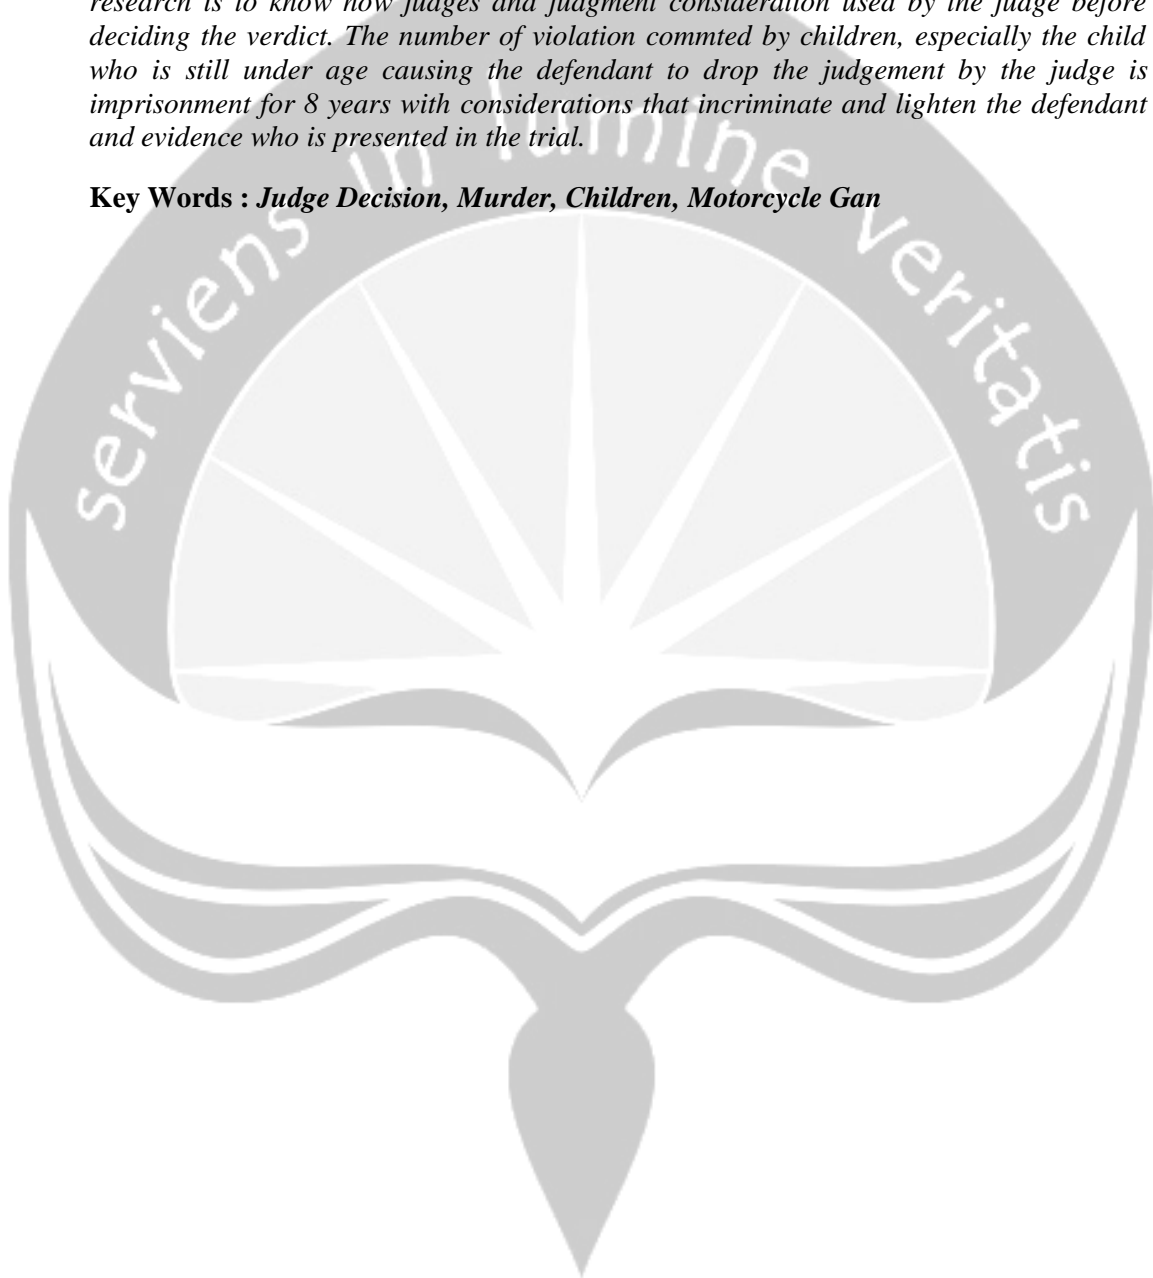 research is to know how judges and judgment consideration used by the judge before
deciding the verdict. The number of violation commted by children, especially the child
who is still under age causing the defendant to drop the judgement by the judge is
imprisonment for 8 years with considerations that incriminate and lighten the defendant
and evidence who is presented in the trial.
Key Words : Judge Decision, Murder, Children, Motorcycle Gan
serviens in lumine veritatis